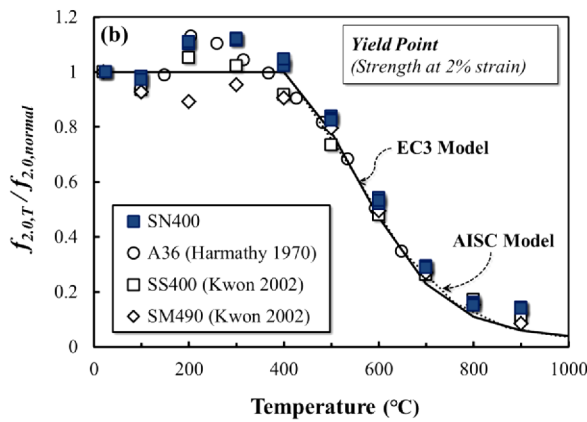 (b)
Yield Point
(Strength at 2% strain)
EC3 Model
AISC Model
SN400
A36 (Harmathy 1970)
SS400 (Kwon 2002)
SM490 (Kwon 2002)
f2.0,T / f2.0,normal
1.2
1
0.8
0.6
0.4
0.2
0
0 200 400 600 800 1000
Temperature (°C)